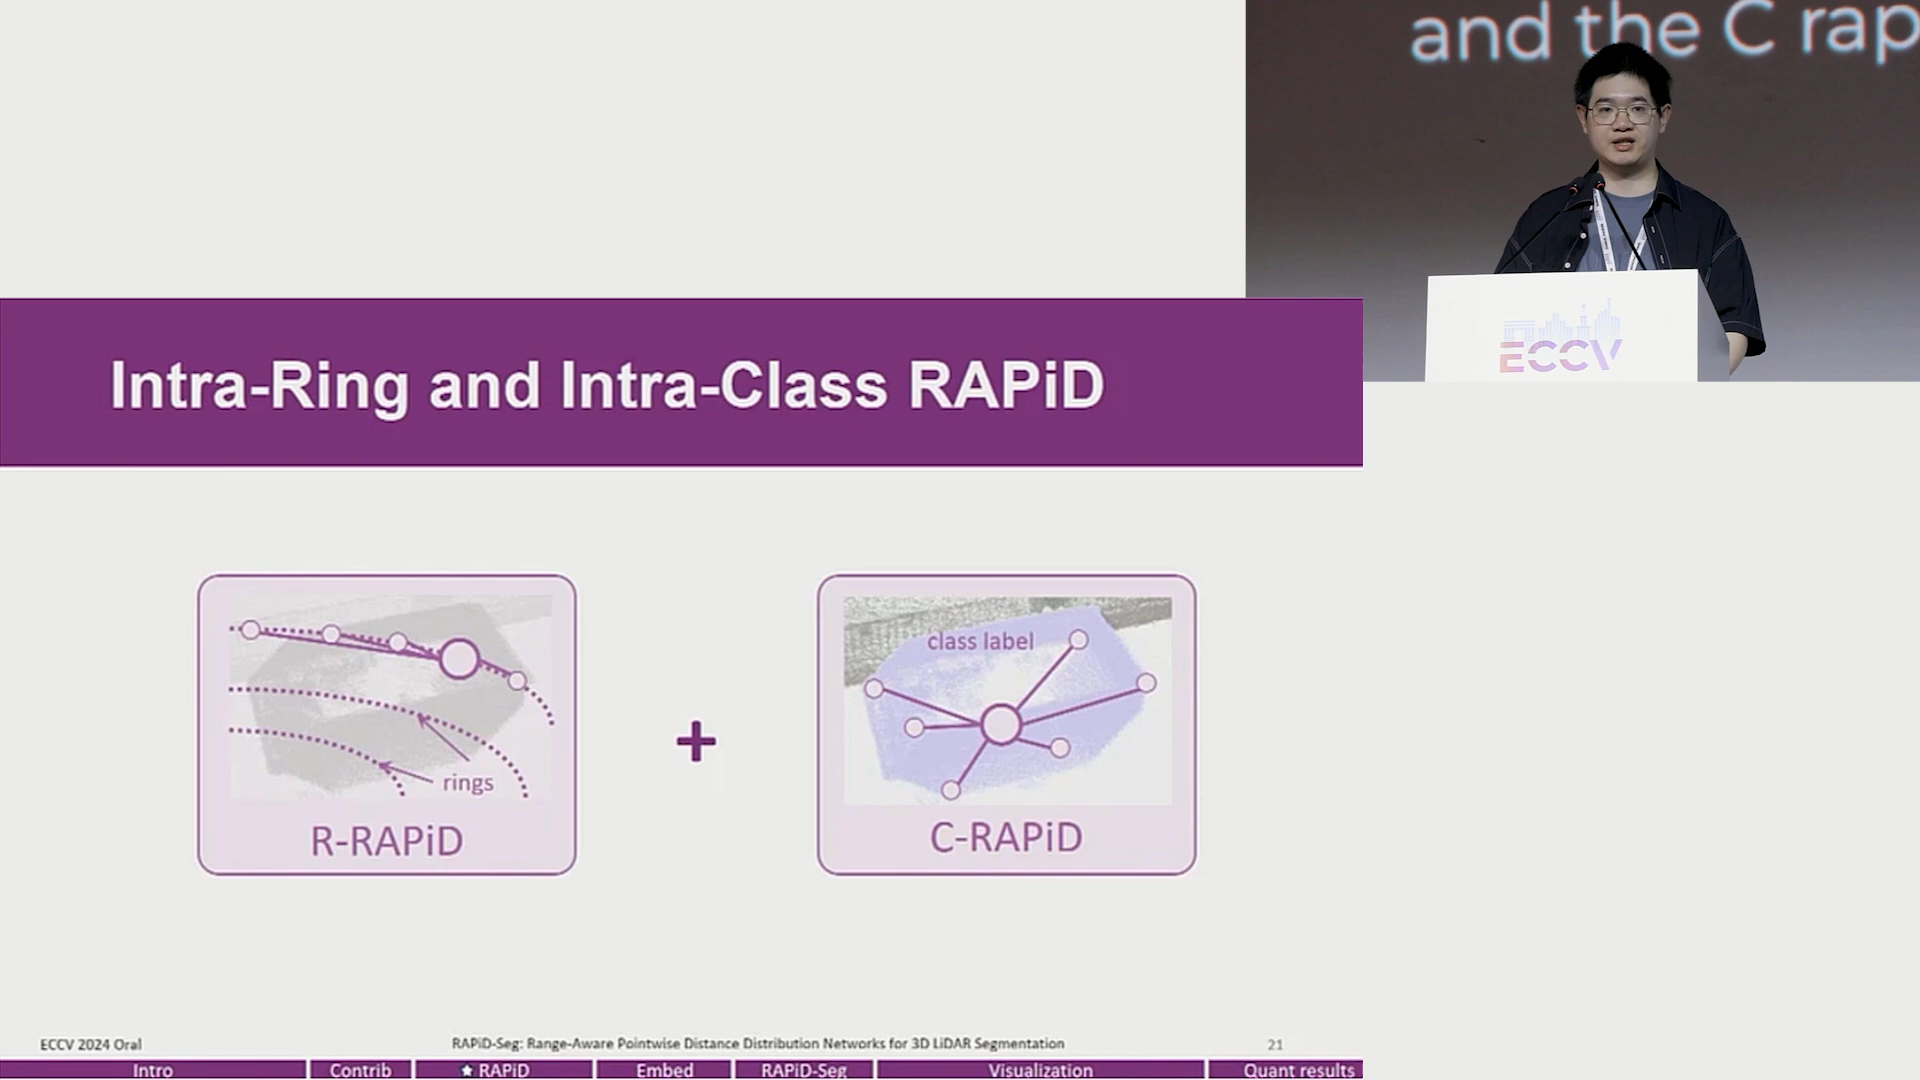 and the C rap
ECCV
Intra-Ring and Intra-Class RAPiD
rings
R-RAPiD
+
class label
C-RAPiD
ECCV 2024 Oral
RAPiD-Seg: Range-Aware Pointwise Distance Distribution Networks for 3D LiDAR Segmentation
21
Intro
Contrib
★ RAPiD
Embed
RAPiD-Seg
Visualization
Quant results